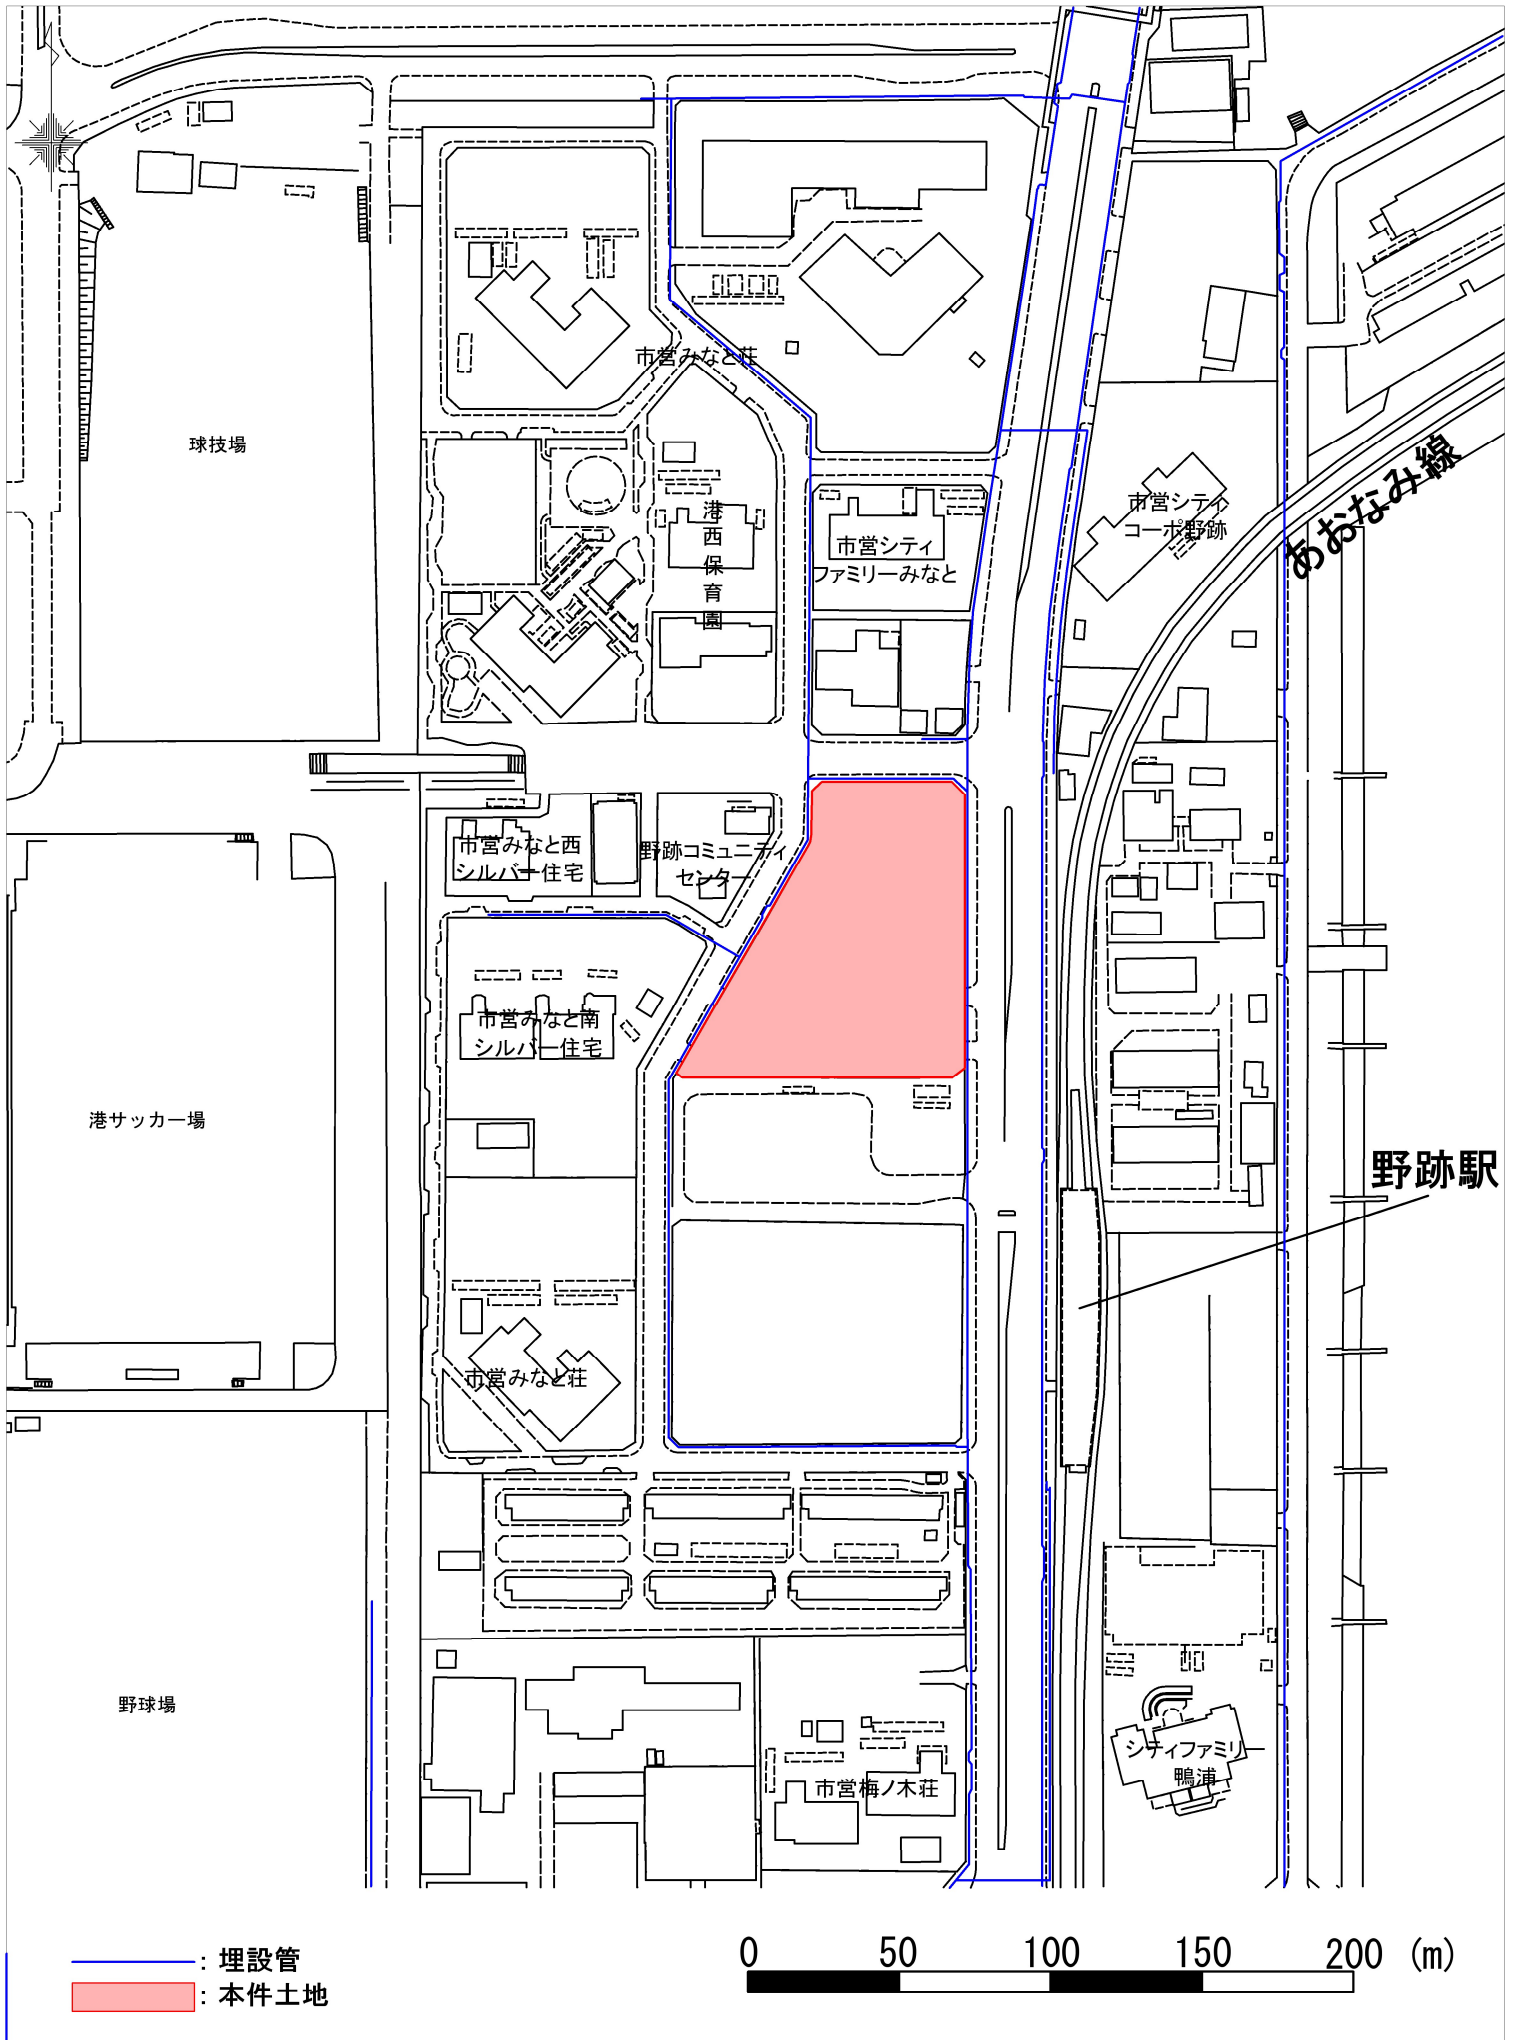 市営みなと荘
球技場
港
西
保
育
園
市営シティ
ファミリーみなと
市営シティ
コーポ野跡
あおなみ線
市営みなと西
シルバー住宅
野跡コミュニティ
センター
市営みなと南
シルバー住宅
港サッカー場
野跡駅
市営みなと荘
野球場
市営梅ノ木荘
シティファミリー
鴨浦
：埋設管
：本件土地
0 50 100 150 200 (m)